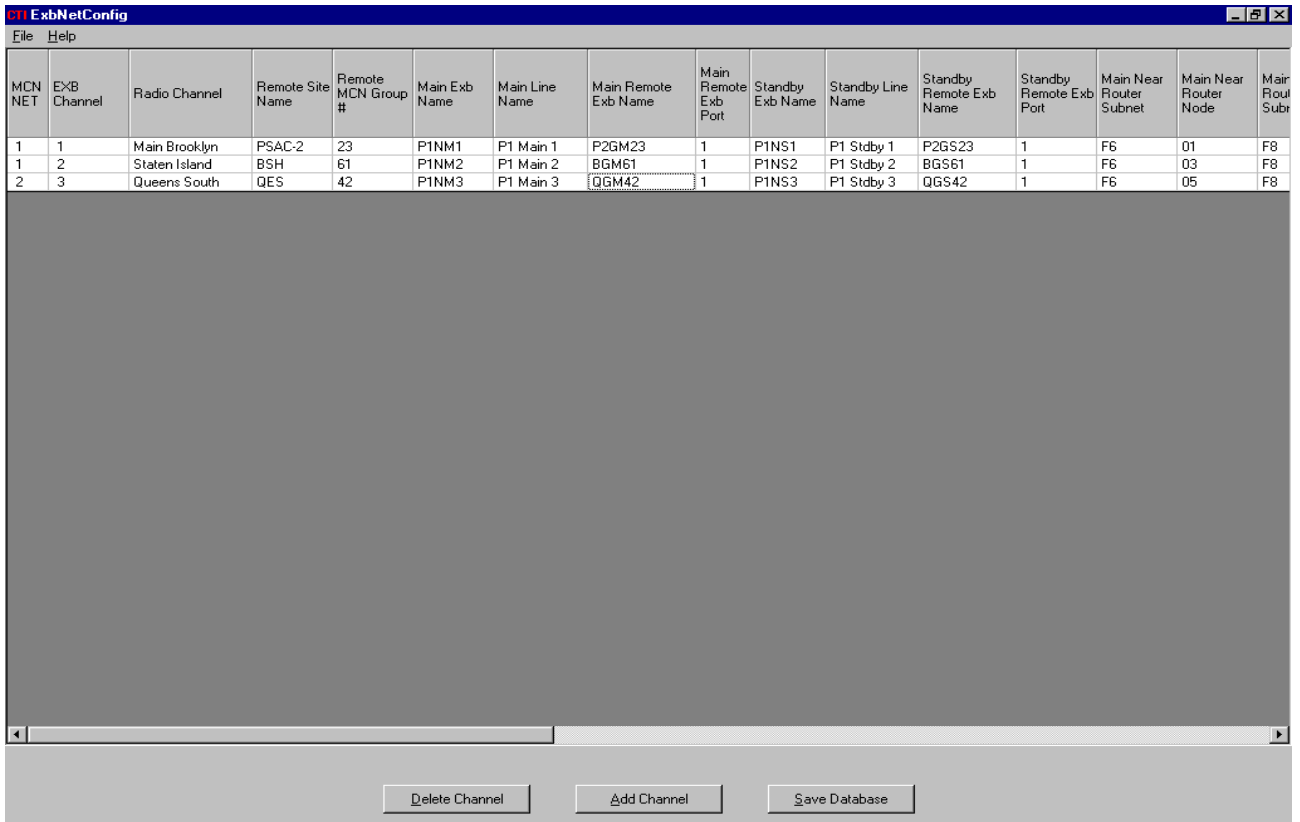 CTI ExbNetConfig
File Help
MCN NET EXB Channel Radio Channel Remote Site Name Remote MCN Group # Main Exb Name Main Line Name Main Remote Exb Name Main Remote Exb Port Standby Exb Name Standby Line Name Standby Remote Exb Name Standby Remote Exb Port Main Near Router Subnet Main Near Router Node
1 1 Main Brooklyn PSAC-2 23 P1NM1 P1 Main 1 P2GM23 1 P1NS1 P1 Stdby 1 P2GS23 1 F6 01 F8
1 2 Staten Island BSH 61 P1NM2 P1 Main 2 BGM61 1 P1NS2 P1 Stdby 2 BGS61 1 F6 03 F8
2 3 Queens South QES 42 P1NM3 P1 Main 3 QGM42 1 P1NS3 P1 Stdby 3 QGS42 1 F6 05 F8
Delete Channel Add Channel Save Database